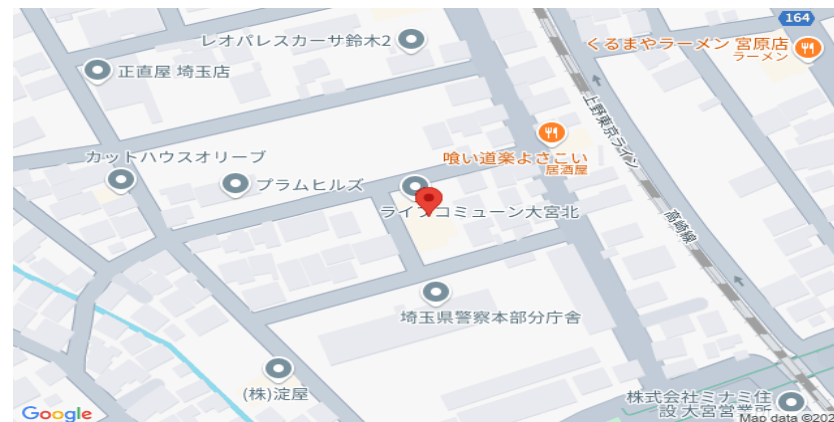 164
レオパレスカーサ鈴木2
くるまやラーメン 宮原店
ラーメン
正直屋 埼玉店
上野東京ライン
喰い道楽よさこい
居酒屋
カットハウスオリーブ
プラムヒルズ
ライフコミューン大宮北
高崎線
埼玉県警察本部分庁舎
(株)淀屋
株式会社ミナミ住
設 大宮営業所
Google
Map data ©202